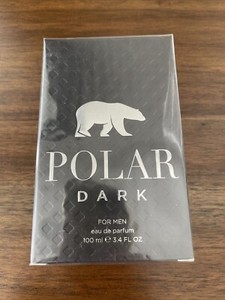 POLAR
DARK
FOR MEN
eau de parfum
100 ml ℮ 3.4 FL. OZ.